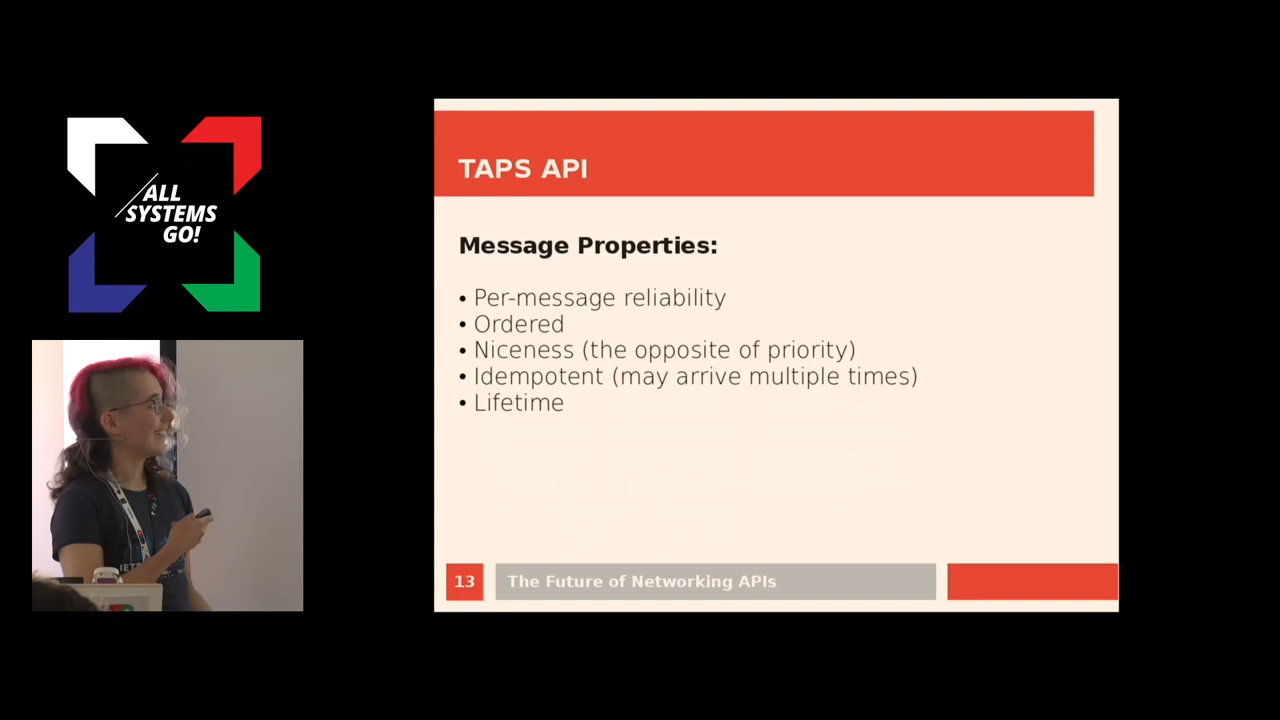 ALL
SYSTEMS
GO!
TAPS API
Message Properties:
• Per-message reliability
• Ordered
• Niceness (the opposite of priority)
• Idempotent (may arrive multiple times)
• Lifetime
13
The Future of Networking APIs
IET